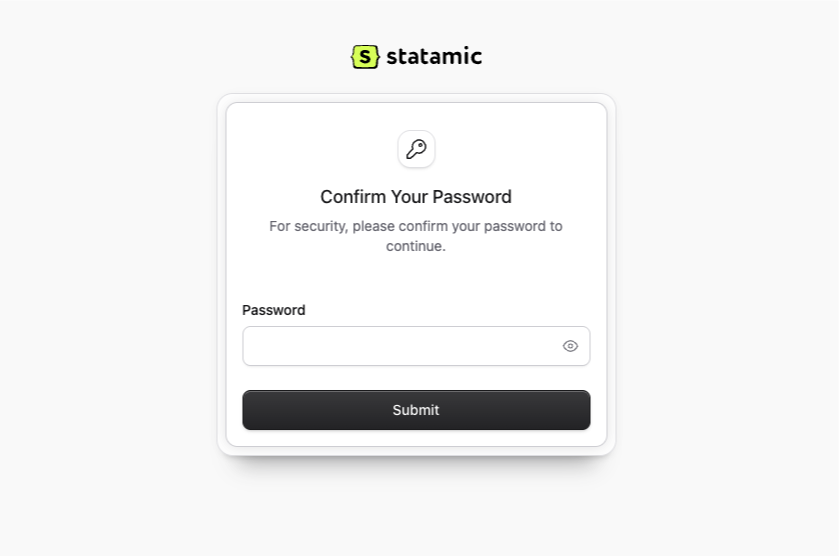 S statamic
Confirm Your Password
For security, please confirm your password to
continue.
Password
Submit